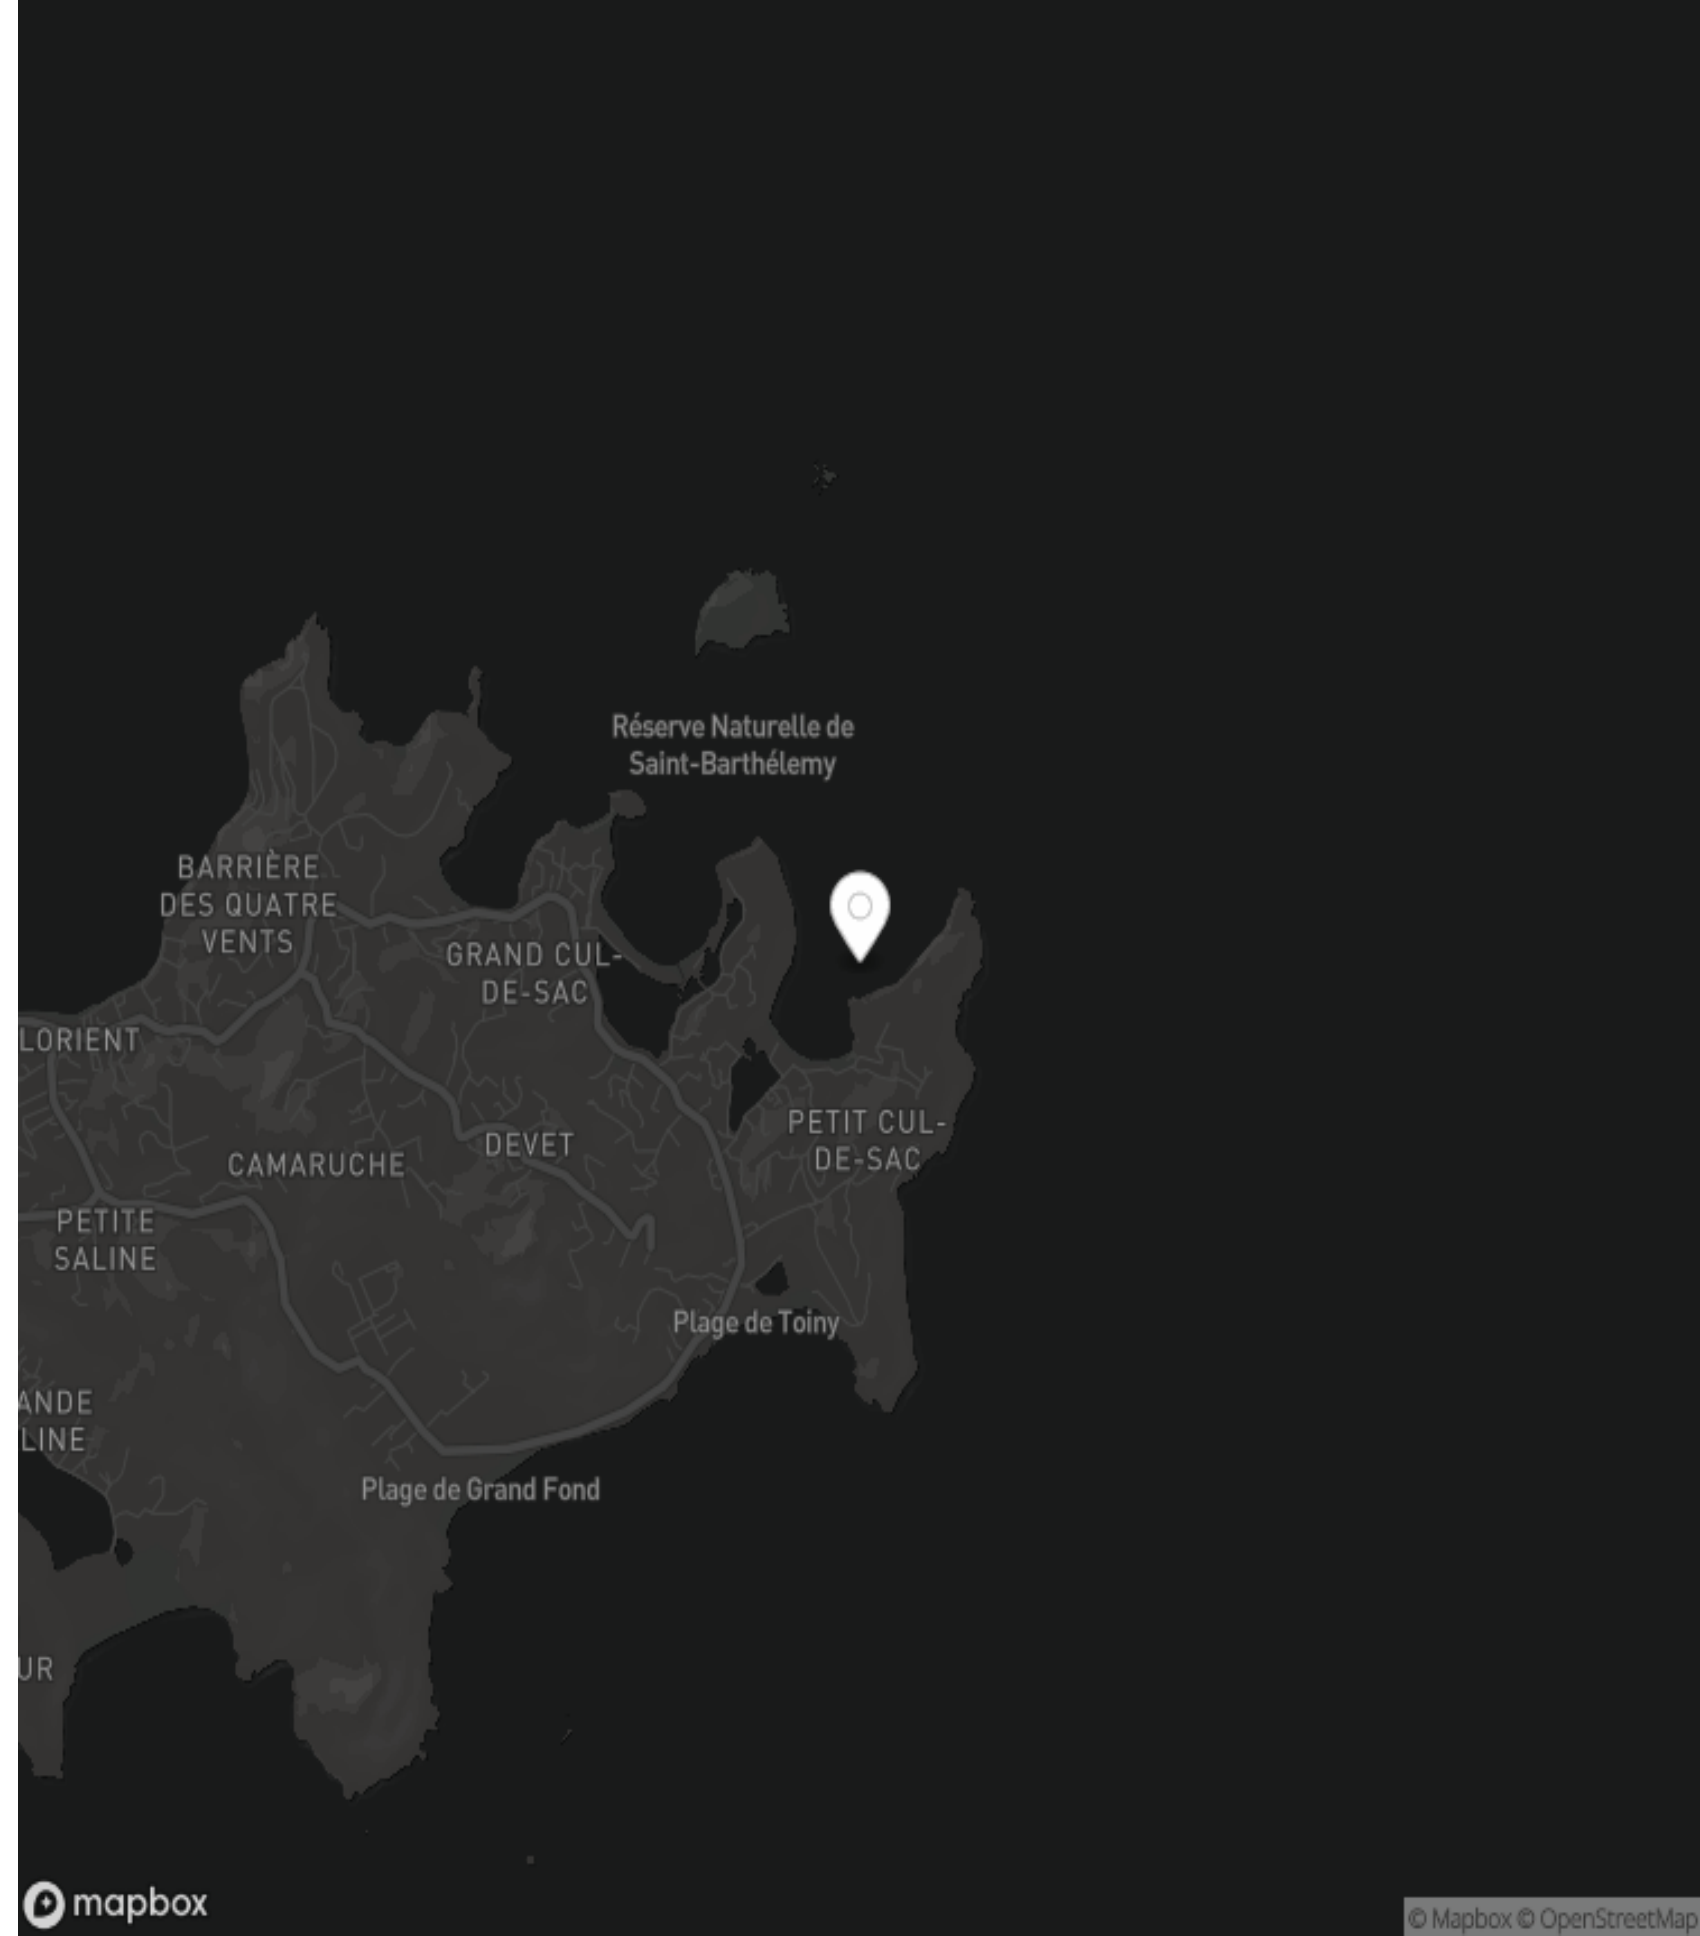 Réserve Naturelle de
Saint-Barthélemy
BARRIÈRE
DES QUATRE
VENTS
GRAND CUL-
DE-SAC
LORIENT
PETIT CUL-
DE-SAC
DEVET
CAMARUCHE
PETITE
SALINE
Plage de Toiny
ANDE
LINE
Plage de Grand Fond
UR
mapbox
© Mapbox © OpenStreetMap